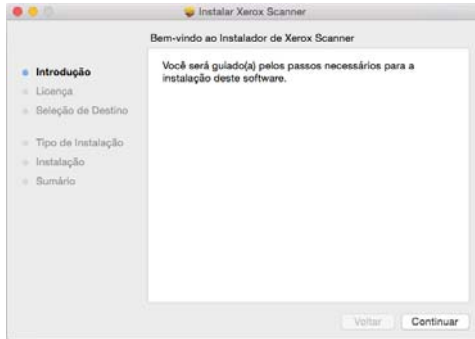 Instalar Xerox Scanner
Bem-vindo ao Instalador de Xerox Scanner
Introdução
Licença
Seleção de Destino
Tipo de Instalação
Instalação
Sumário
Você será guiado(a) pelos passos necessários para a
instalação deste software.
Voltar
Continuar